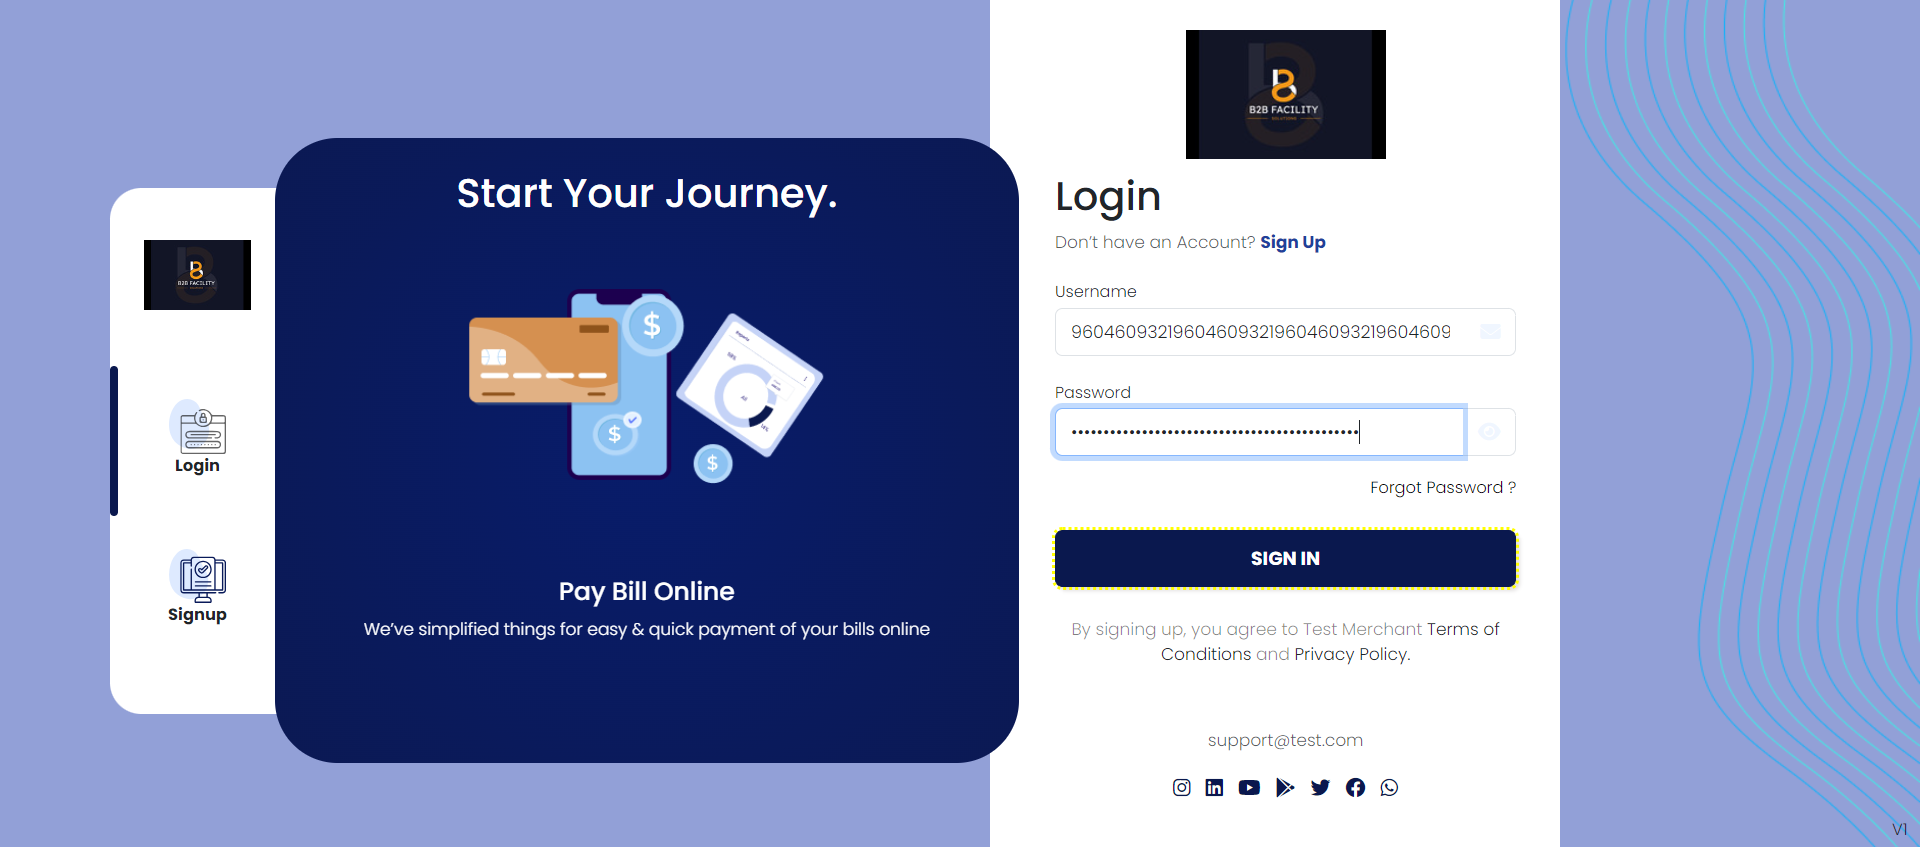 B2B FACILITY
SOLUTIONS
Login
Don't have an Account? Sign Up
Username
9604609321960460932196046093219604609
Password
••••••••••••••••••••••••••••••••••••••••••••
Forgot Password ?
SIGN IN
By signing up, you agree to Test Merchant Terms of
Conditions and Privacy Policy.
support@test.com
Start Your Journey.
$
$
$
Pay Bill Online
We've simplified things for easy & quick payment of your bills online
B2B FACILITY
Login
Signup
V1